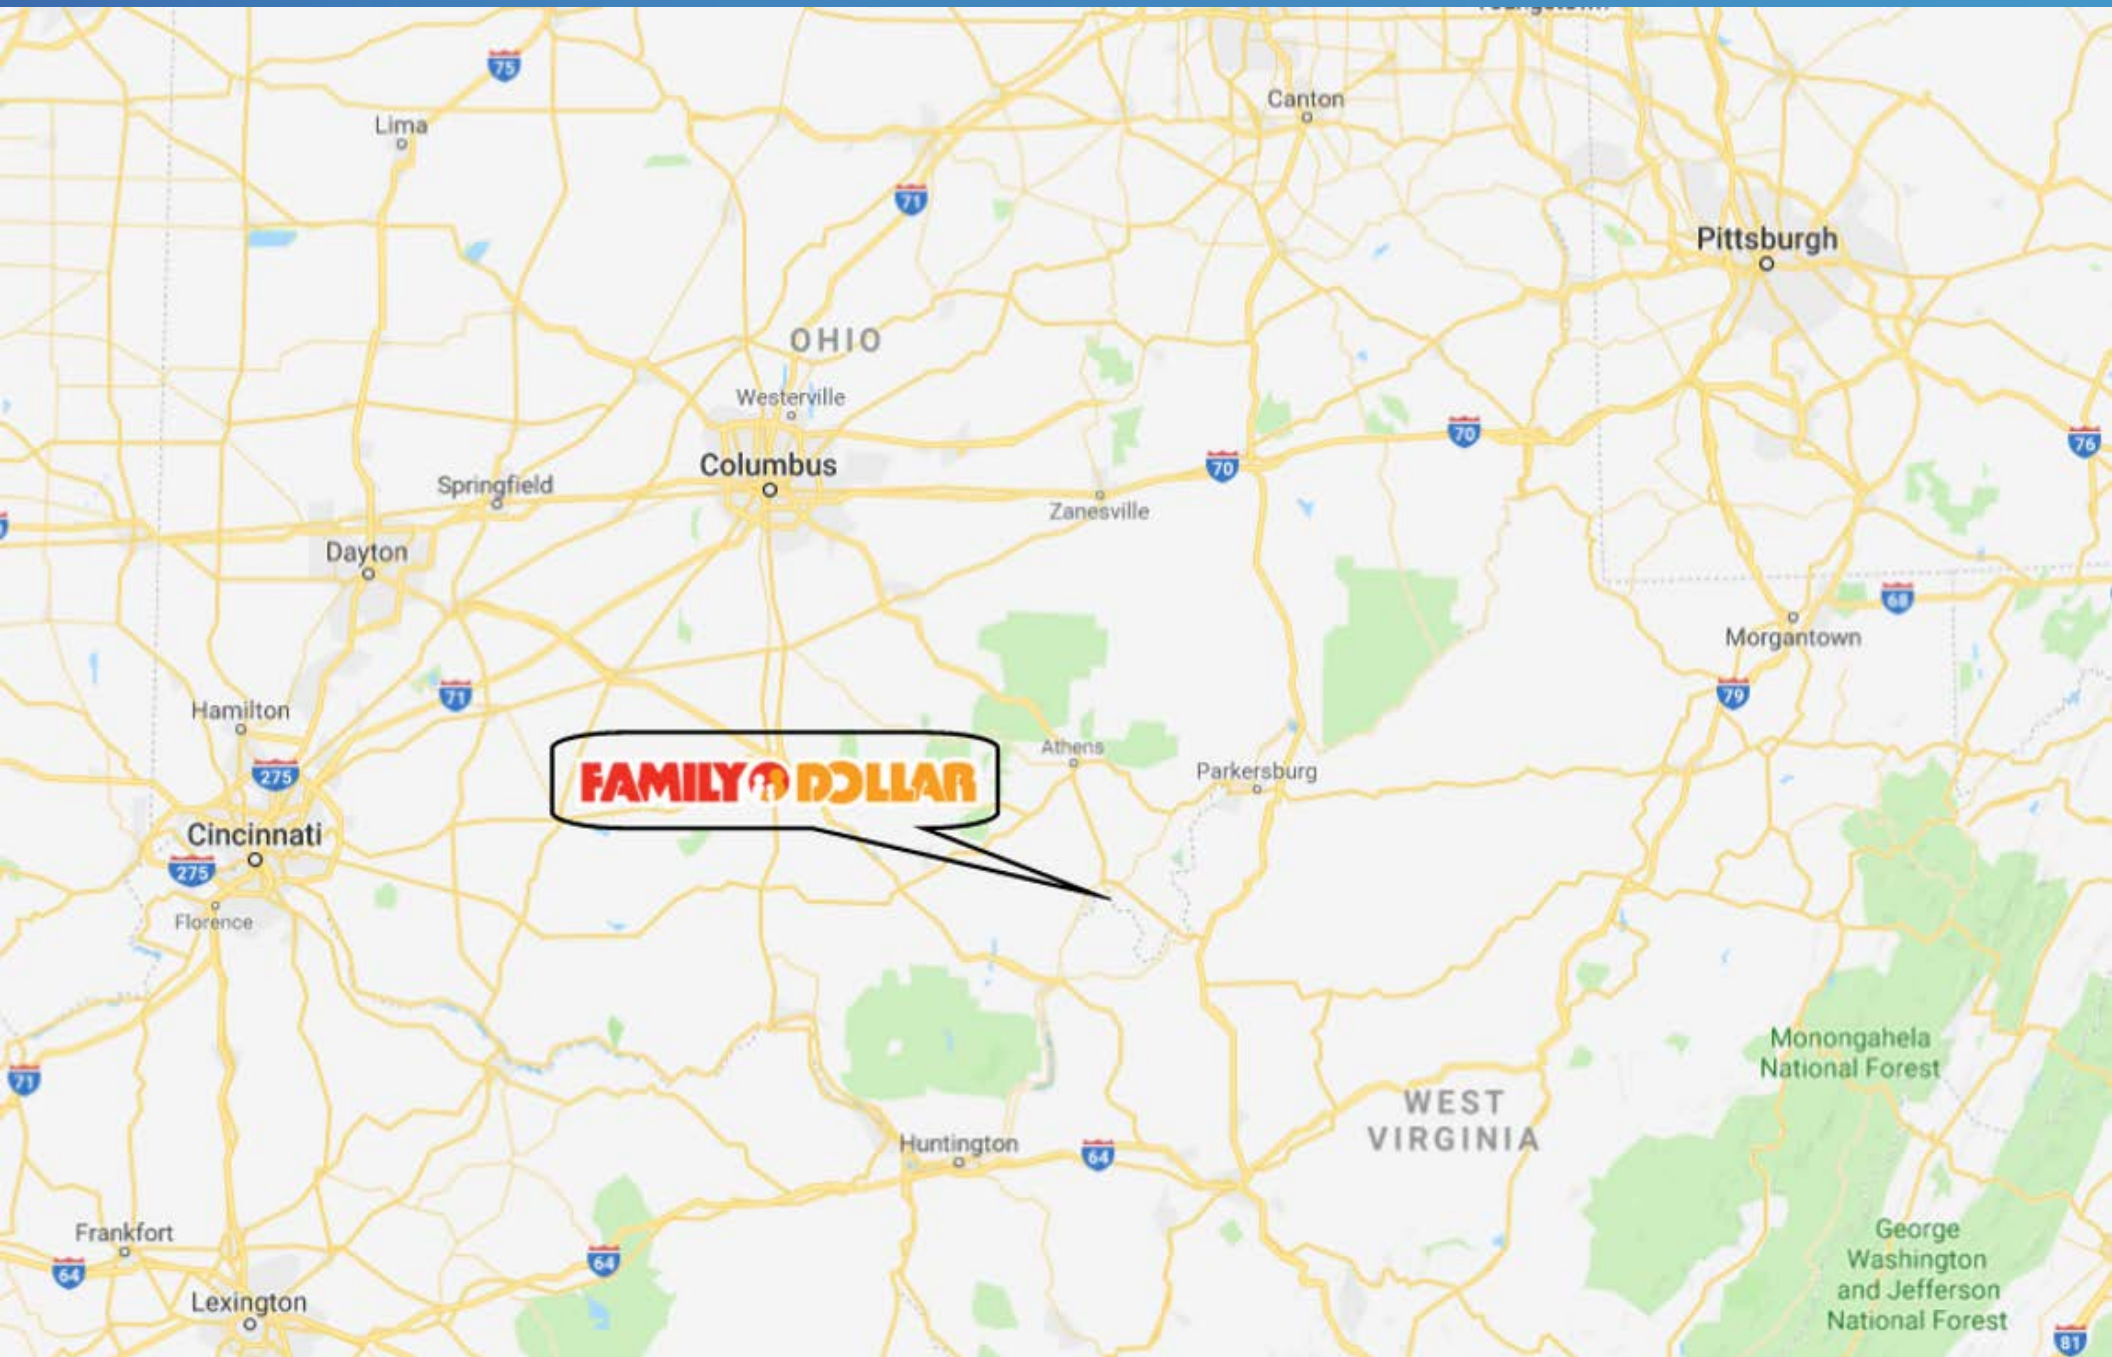 75
Canton
Lima
71
Pittsburgh
OHIO
Westerville
70
76
Columbus
70
Springfield
Zanesville
Dayton
68
Morgantown
71
79
Hamilton
Athens
275
FAMILY DOLLAR
Parkersburg
Cincinnati
275
Florence
Monongahela
National Forest
71
WEST
VIRGINIA
Huntington
64
Frankfort
George
Washington
and Jefferson
National Forest
64
64
Lexington
81